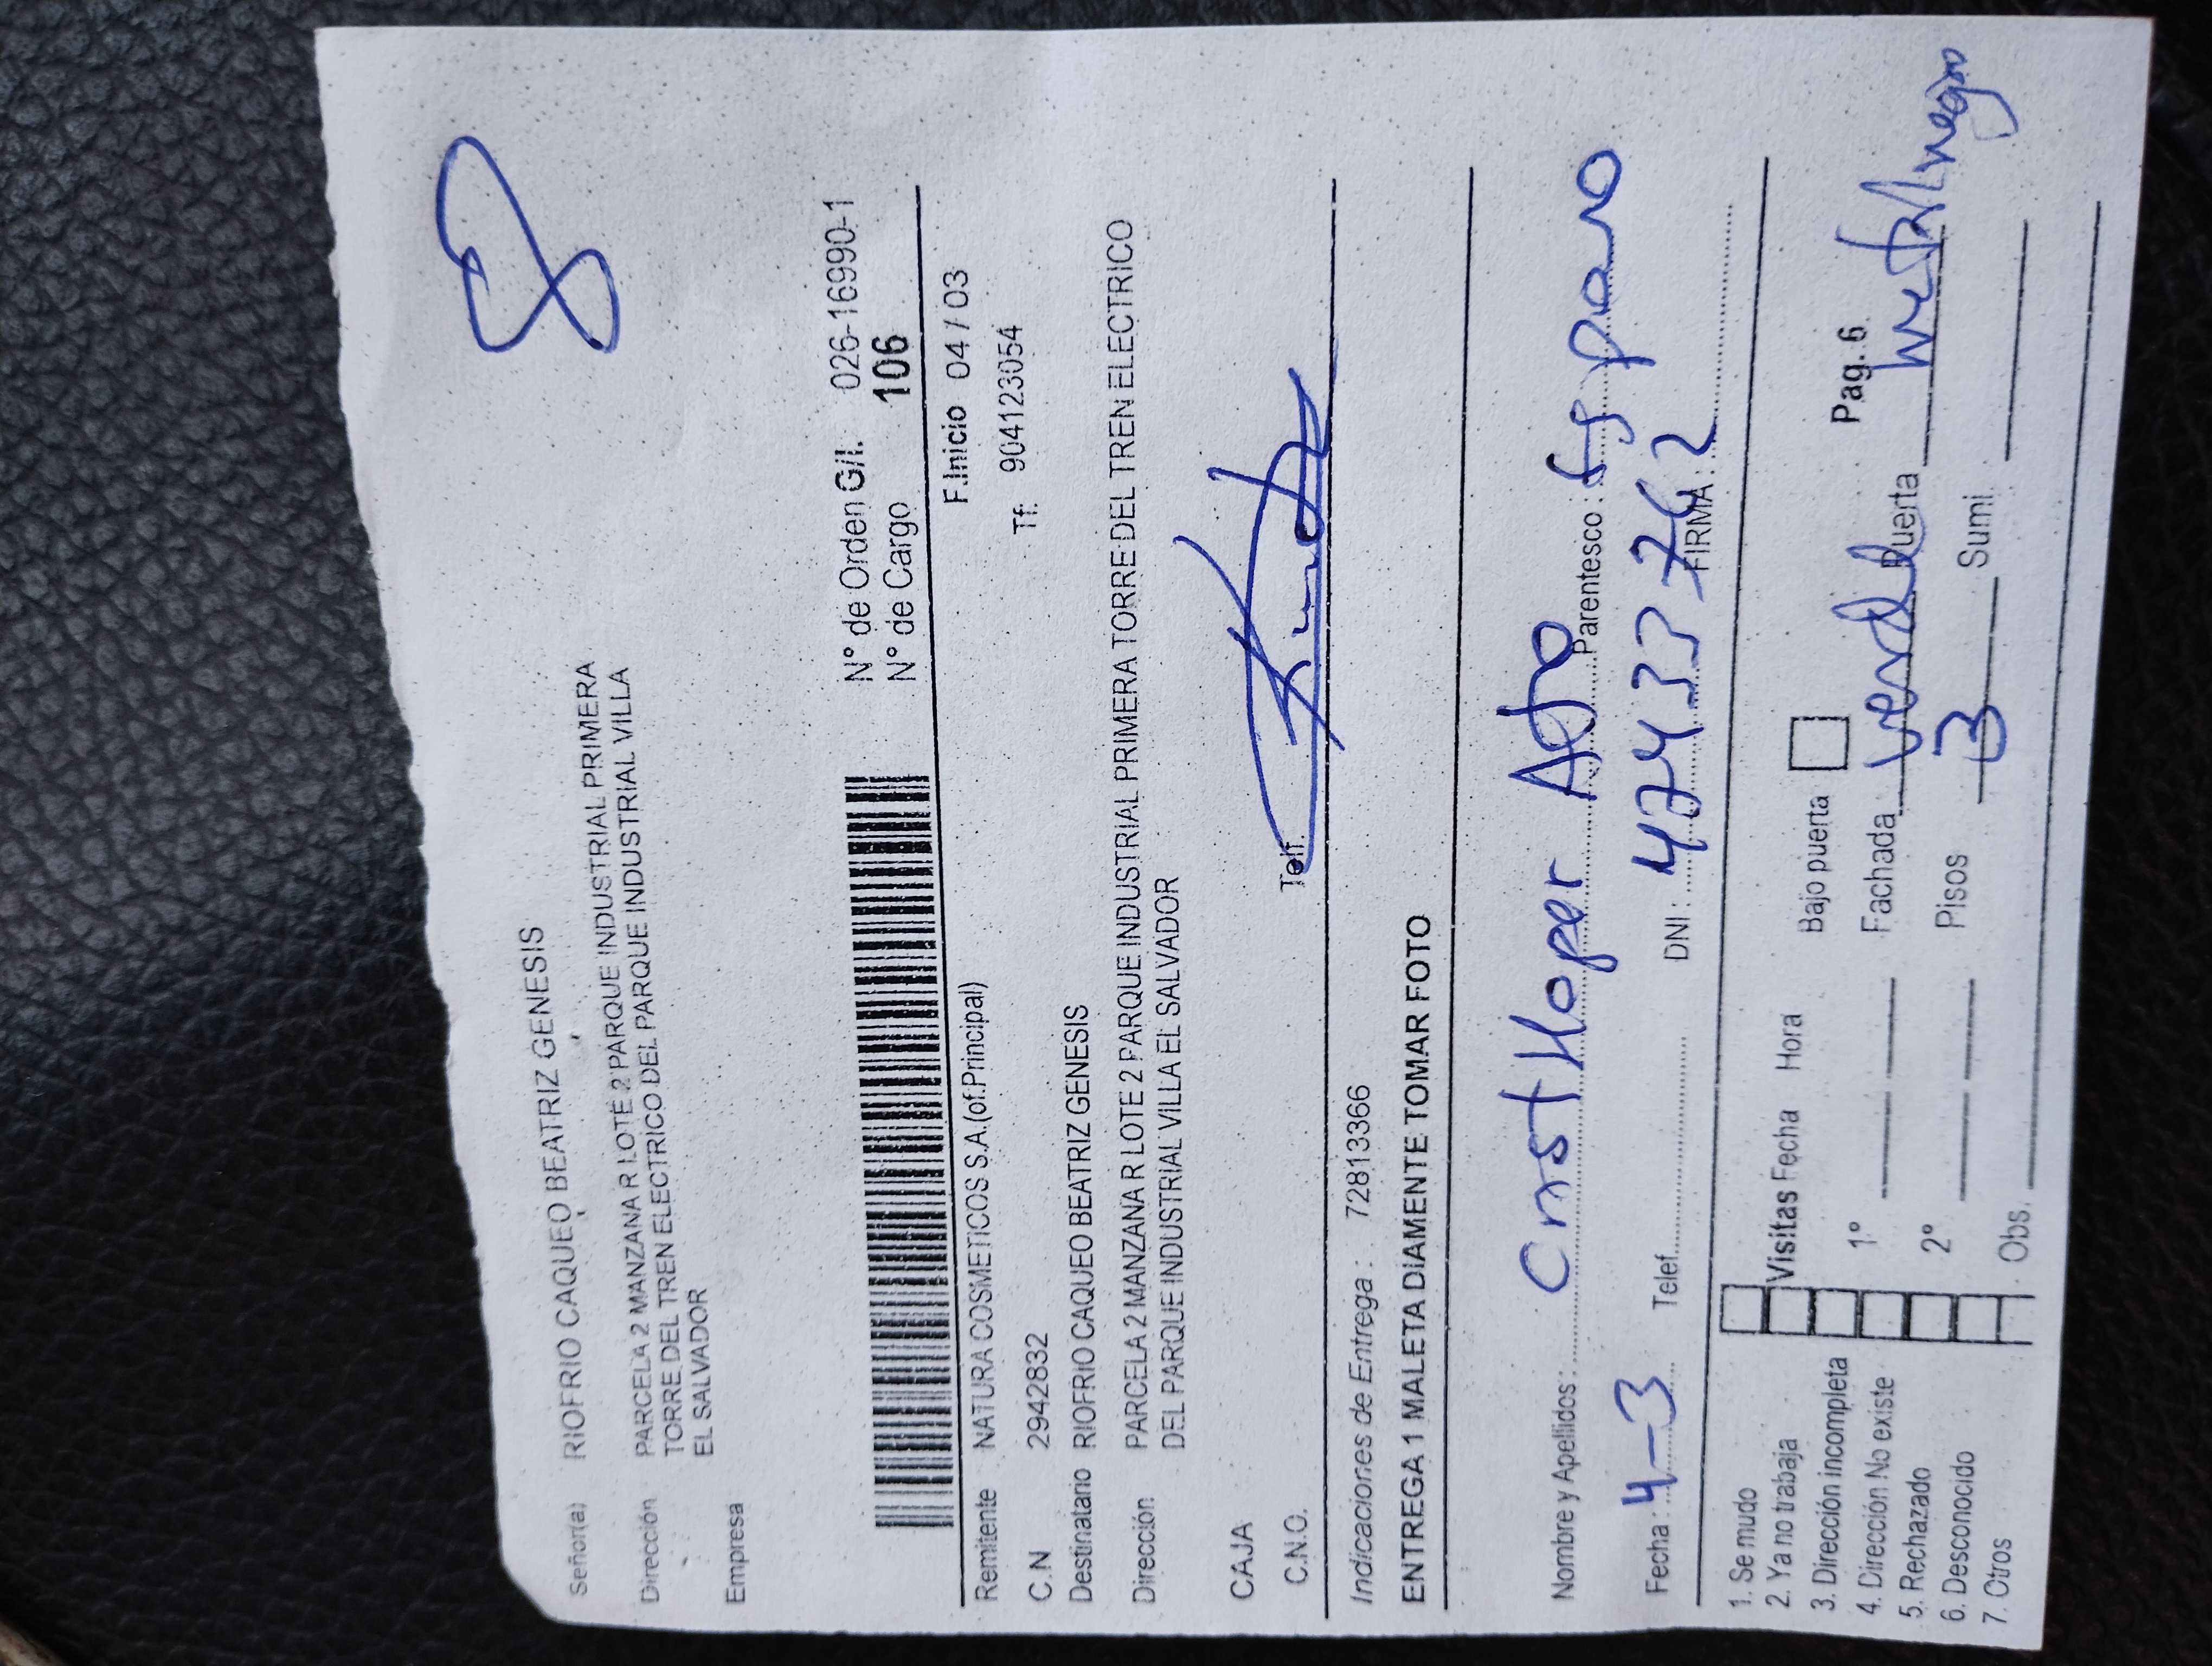 Señor(a) RIOFRIO CAQUEO BEATRIZ GENESIS
Dirección PARCELA 2 MANZANA R LOTE 2 PARQUE INDUSTRIAL PRIMERA
TORRE DEL TREN ELECTRICO DEL PARQUE INDUSTRIAL VILLA
EL SALVADOR
Empresa
N° de Orden G/I. 026-16990-1
N° de Cargo 106
Remitente NATURA COSMETICOS S.A.(of.Principal) F.Inicio 04 / 03
C.N 2942832 Tf. 904123054
Destinatario RIOFRIO CAQUEO BEATRIZ GENESIS
Dirección PARCELA 2 MANZANA R LOTE 2 PARQUE INDUSTRIAL PRIMERA TORRE DEL TREN ELECTRICO
DEL PARQUE INDUSTRIAL VILLA EL SALVADOR
CAJA
C.N.O. Telf.
Indicaciones de Entrega : 72813366
ENTREGA 1 MALETA DIAMENTE TOMAR FOTO
Nombre y Apellidos : Parentesco : Esposo
Fecha : 4-3 Telef. DNI : 42433762 FIRMA :
1. Se mudo
2. Ya no trabaja Visitas Fecha Hora Bajo puerta Pag. 6
3. Dirección incompleta
4. Dirección No existe 1.° Fachada verde Puerta metal negro
5. Rechazado
6. Desconocido 2° Pisos 3 Sumi.
7. Otros Obs.